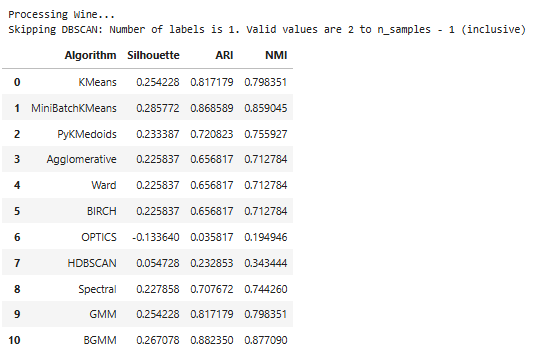 Processing Wine...
Skipping DBSCAN: Number of labels is 1. Valid values are 2 to n_samples - 1 (inclusive)
Algorithm Silhouette ARI NMI
0 KMeans 0.254228 0.817179 0.798351
1 MiniBatchKMeans 0.285772 0.868589 0.859045
2 PyKMedoids 0.233387 0.720823 0.755927
3 Agglomerative 0.225837 0.656817 0.712784
4 Ward 0.225837 0.656817 0.712784
5 BIRCH 0.225837 0.656817 0.712784
6 OPTICS -0.133640 0.035817 0.194946
7 HDBSCAN 0.054728 0.232853 0.343444
8 Spectral 0.227858 0.707672 0.744260
9 GMM 0.254228 0.817179 0.798351
10 BGMM 0.267078 0.882350 0.877090